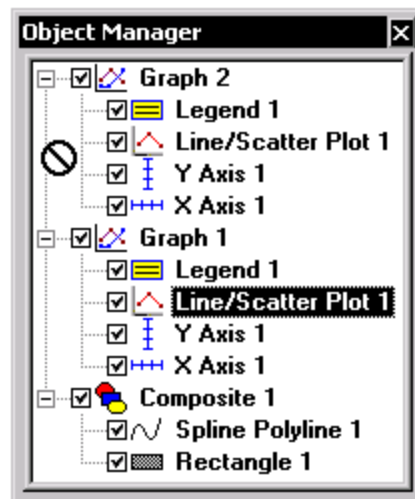 Object Manager
Graph 2
Legend 1
Line/Scatter Plot 1
Y Axis 1
X Axis 1
Graph 1
Legend 1
Line/Scatter Plot 1
Y Axis 1
X Axis 1
Composite 1
Spline Polyline 1
Rectangle 1